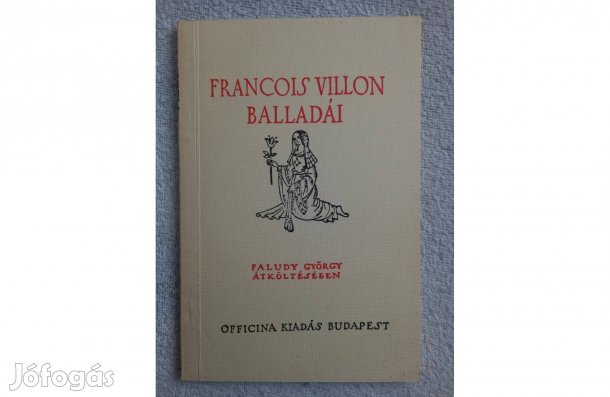 FRANCOIS VILLON
BALLADÁI
FALUDY GYÖRGY
ÁTKÖLTÉSÉBEN
OFFICINA KIADÁS BUDAPEST
Jófogás